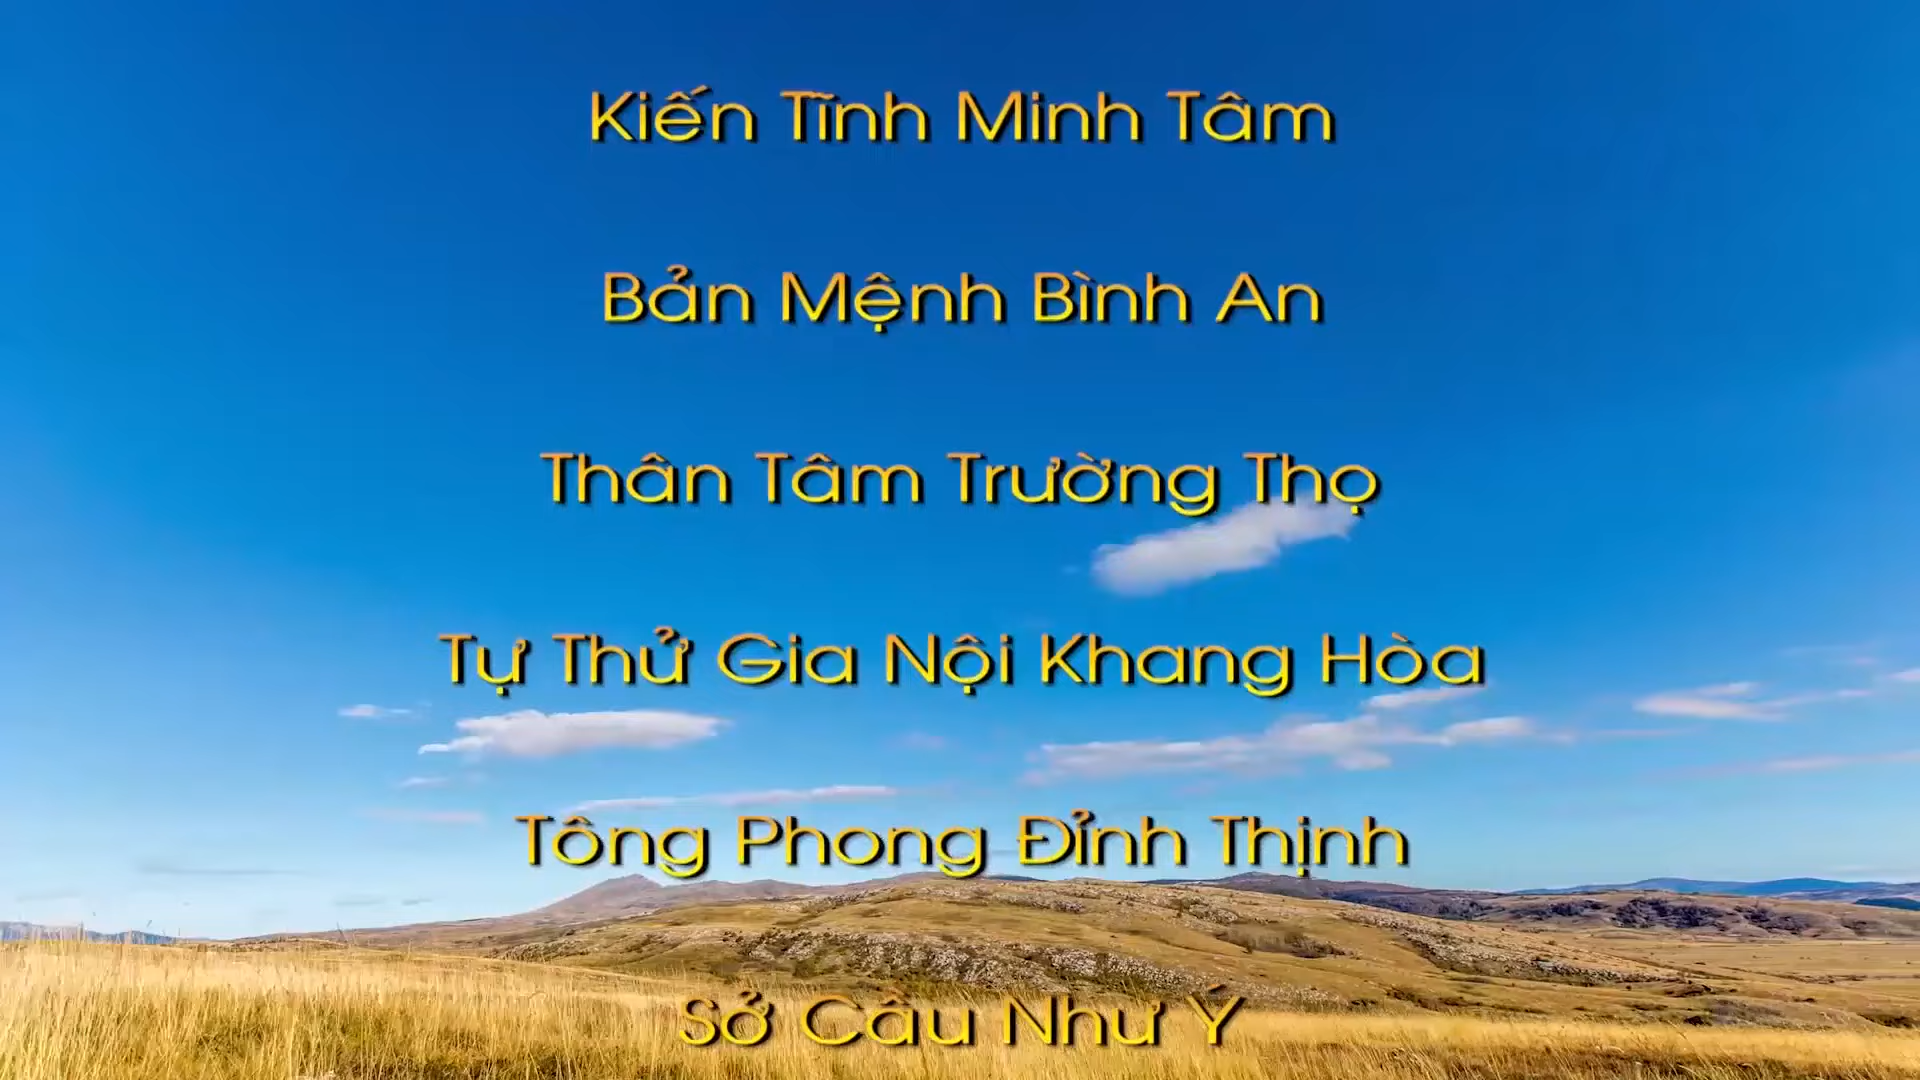 Kiến Tĩnh Minh Tâm
Bản Mệnh Bình An
Thân Tâm Trường Thọ
Tự Thử Gia Nội Khang Hòa
Tông Phong Đỉnh Thịnh
Sở Cầu Như Ý